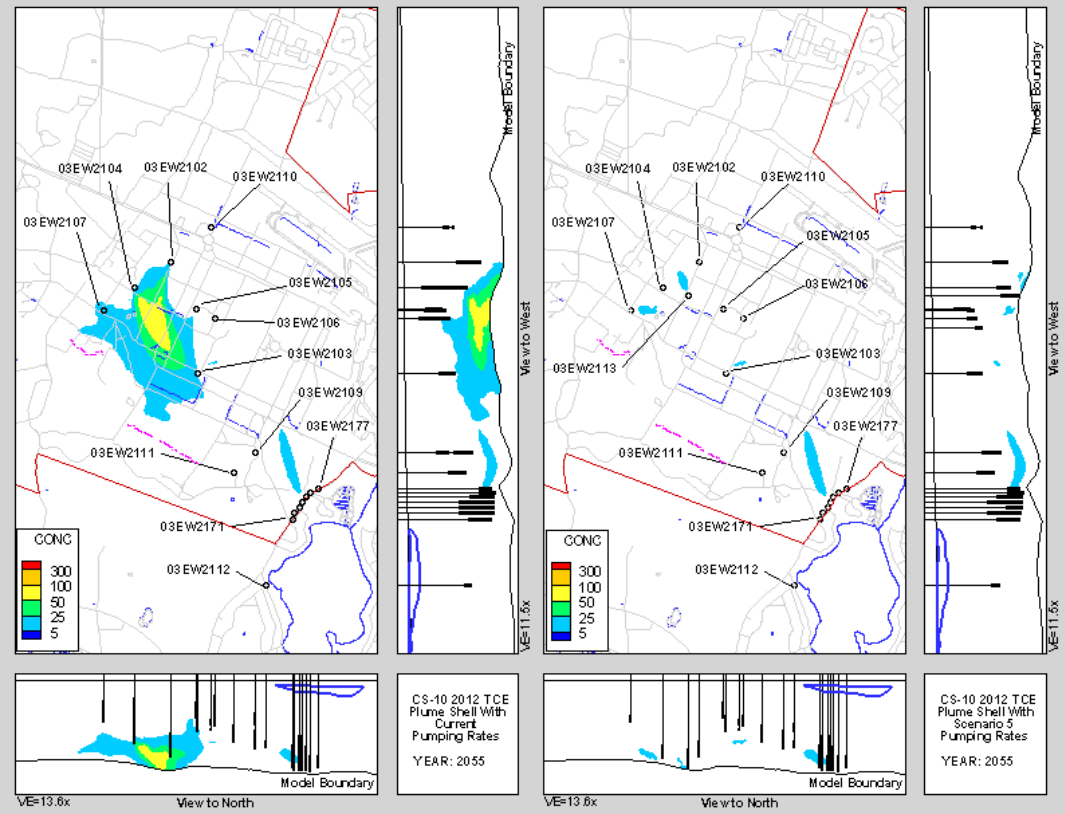 03EW2104
03EW2102
03EW2110
03EW2107
03EW2105
03EW2106
03EW2103
03EW2109
03EW2177
03EW2111
03EW2171
03EW2112
CONC
300
100
50
25
5
Model Boundary
View to West
VE=11.5x
Model Boundary
VE=13.6x
View to North
CS-10 2012 TCE
Plume Shell With
Current
Pumping Rates
YEAR: 2055
03EW2104
03EW2102
03EW2110
03EW2107
03EW2105
03EW2106
03EW2113
03EW2103
03EW2109
03EW2177
03EW2111
03EW2171
03EW2112
CONC
300
100
50
25
5
Model Boundary
View to West
VE=11.5x
Model Boundary
VE=13.6x
View to North
CS-10 2012 TCE
Plume Shell With
Scenario 5
Pumping Rates
YEAR: 2055